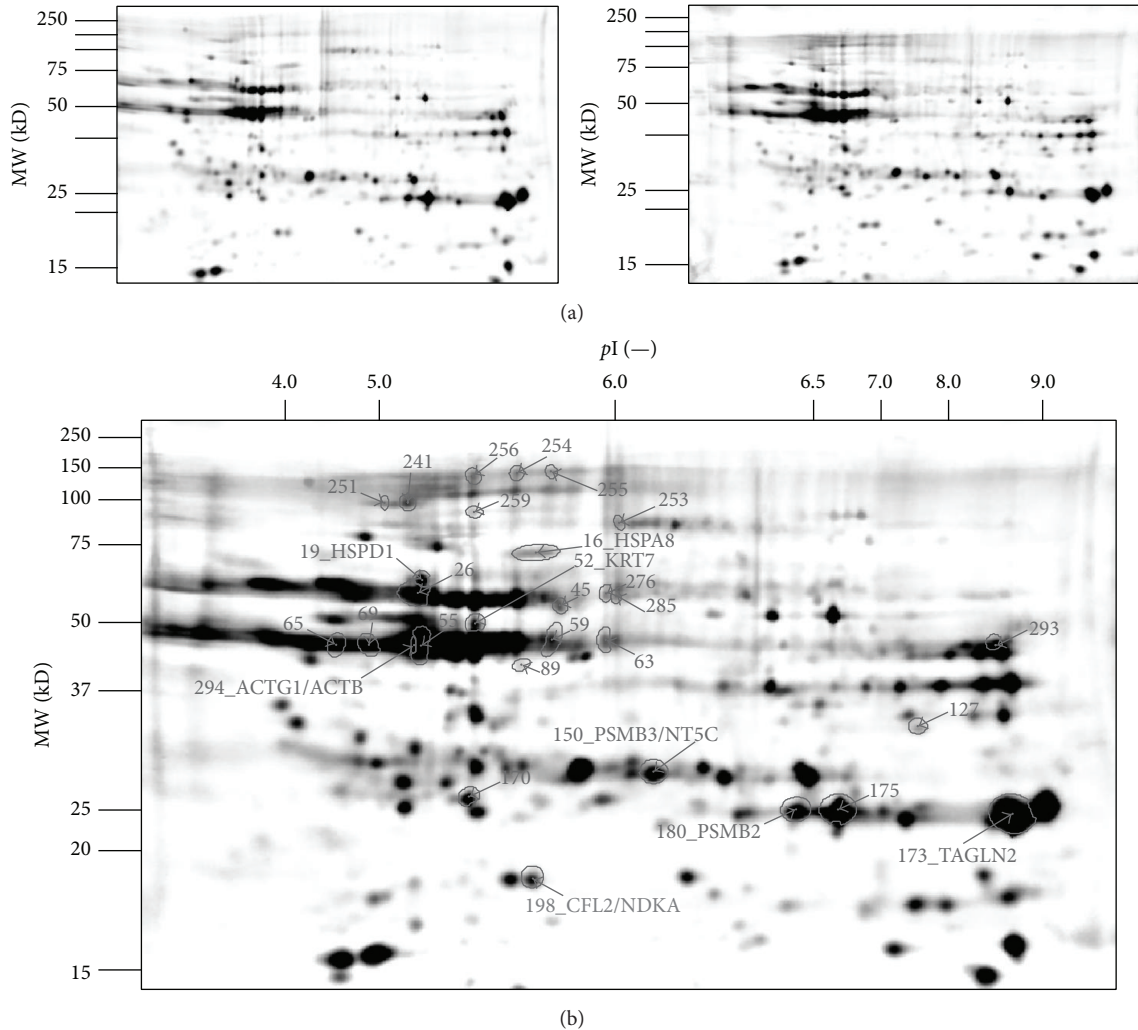 250
75
50
25
15
MW (kD)
250
75
50
25
15
MW (kD)
(a)
pI (—)
4.0 5.0 6.0 6.5 7.0 8.0 9.0
250
150
100
75
50
37
25
20
15
MW (kD)
251
241
256
254
255
259
253
16_HSPA8
19_HSPD1
26
52_KRT7
45
276
285
65
69
55
59
63
89
293
294_ACTG1/ACTB
127
150_PSMB3/NT5C
170
175
180_PSMB2
173_TAGLN2
198_CFL2/NDKA
(b)